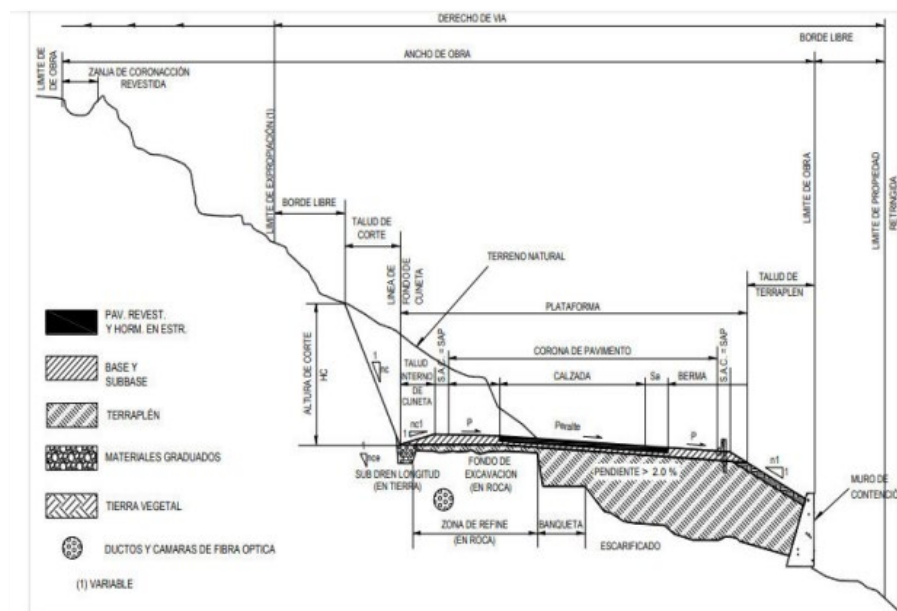 DERECHO DE VIA
BORDE LIBRE
ANCHO DE OBRA
LIMITE DE
DE OBRA
ZANJA DE CORONACCIÓN
REVESTIDA
LIMITE DE EXPROPIACIÓN (1)
BORDE LIBRE
TALUD DE
CORTE
LINEA DE
FONDO DE
CUNETA
TERRENO NATURAL
LIMITE DE OBRA
LIMITE DE PROPIEDAD
RETRINGIDA
TALUD DE
TERRAPLÉN
PLATAFORMA
PAV. REVEST.
Y HORM. EN ESTR.
BASE Y
SUBBASE
TERRAPLÉN
MATERIALES GRADUADOS
TIERRA VEGETAL
DUCTOS Y CAMARAS DE FIBRA OPTICA
(1) VARIABLE
ALTURA DE CORTE
HC
1
nc
TALUD
INTERNO
DE
CUNETA
S.A.C. = SAP
CORONA DE PAVIMENTO
S.A.C. = SAP
CALZADA
Sa
BERMA
nc1
1
P
Peralte
P
1
nce
SUB DREN LONGITUD
(EN TIERRA)
FONDO DE
EXCAVACION
(EN ROCA)
PENDIENTE > 2.0 %
n1
1
MURO DE
CONTENCIÓ
ZONA DE REFINE
(EN ROCA)
BANQUETA
ESCARIFICADO